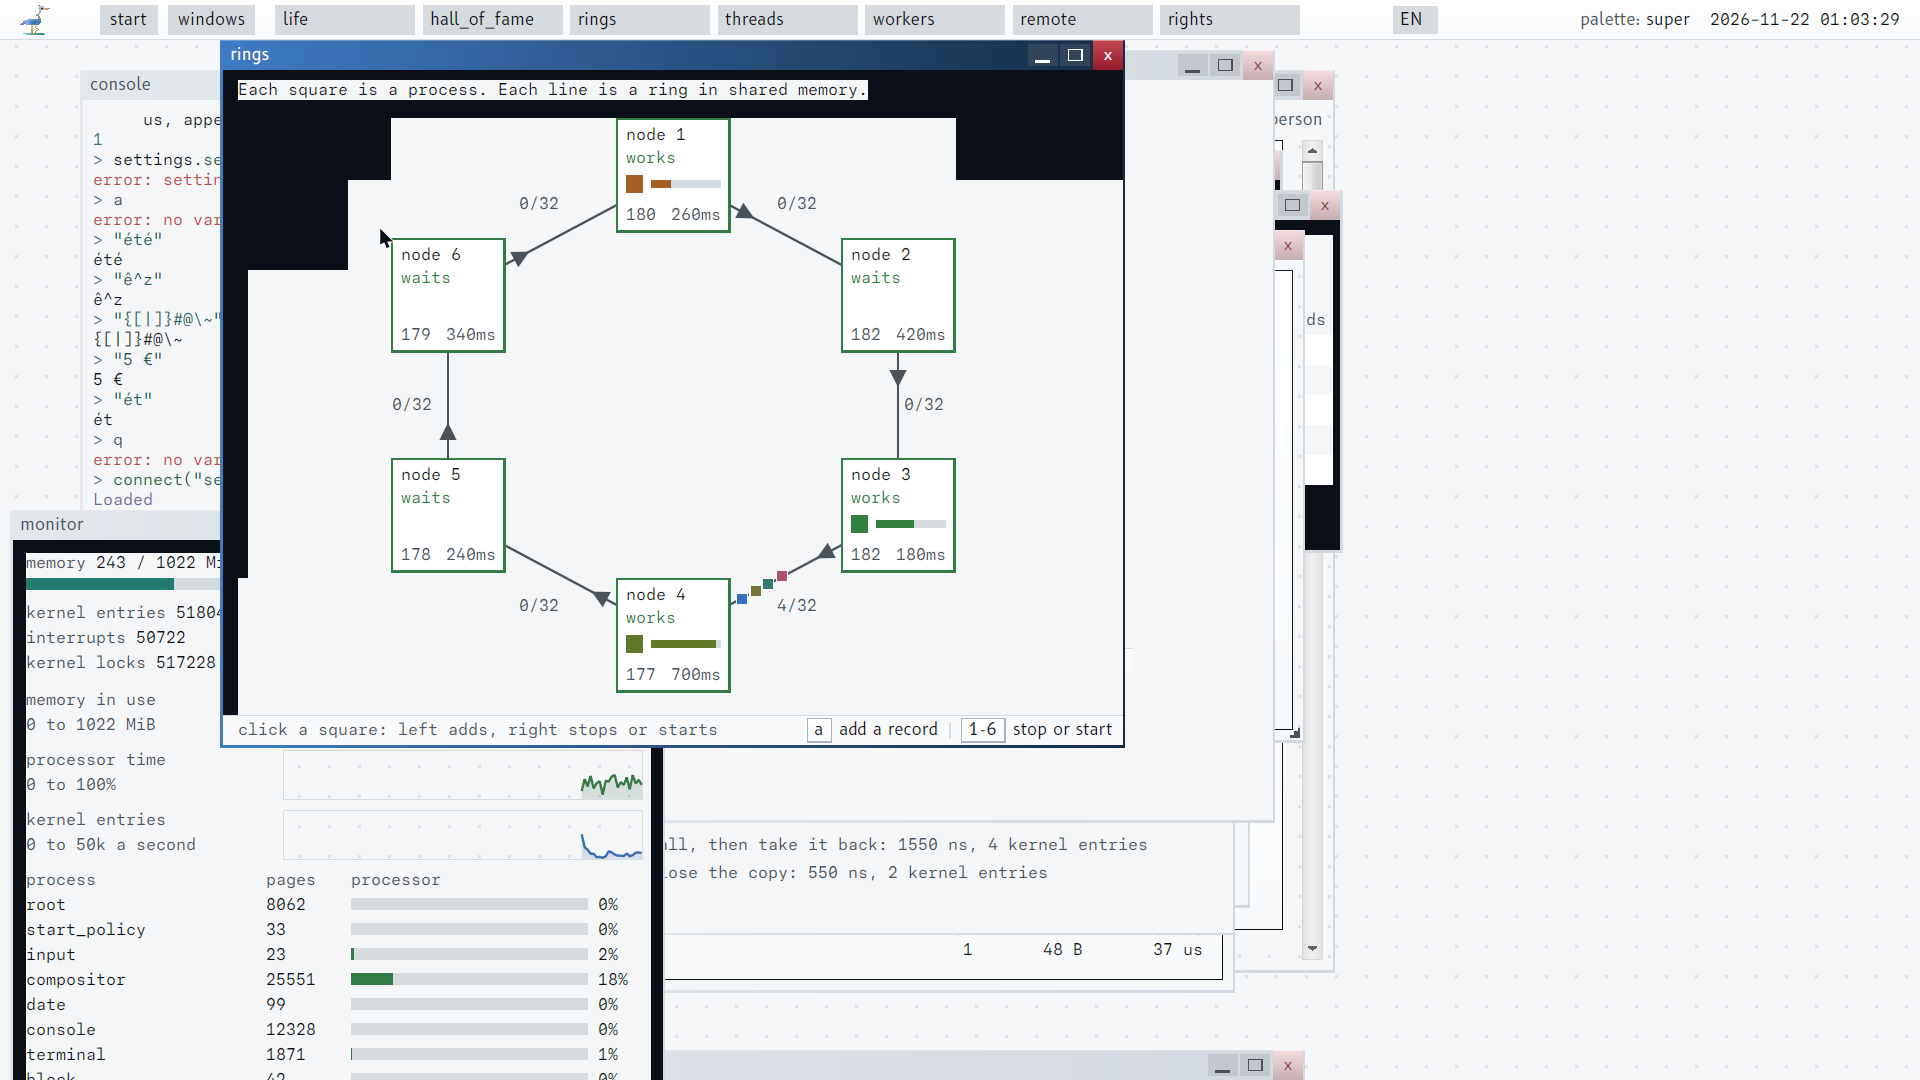 start windows life hall_of_fame rings threads workers remote rights EN palette: super 2026-11-22 01:03:29
rings
x
Each square is a process. Each line is a ring in shared memory.
node 1
works
180 260ms
0/32
0/32
node 6
waits
179 340ms
node 2
waits
182 420ms
0/32
0/32
node 5
waits
178 240ms
node 3
works
182 180ms
0/32
4/32
node 4
works
177 700ms
click a square: left adds, right stops or starts
a add a record | 1-6 stop or start
console
us, appe
1
> settings.se
error: settin
> a
error: no var
> "été"
été
> "ê^z"
ê^z
> "{[|]}#@\~"
{[|]}#@\~
> "5 €"
5 €
> "ét"
ét
> q
error: no var
> connect("se
Loaded
monitor
memory 243 / 1022 Mi
kernel entries 51804
interrupts 50722
kernel locks 517228
memory in use
0 to 1022 MiB
processor time
0 to 100%
kernel entries
0 to 50k a second
process pages processor
root 8062 0%
start_policy 33 0%
input 23 2%
compositor 25551 18%
date 99 0%
console 12328 0%
terminal 1871 1%
block 42 0%
x
x
person
x
x
ds
all, then take it back: 1550 ns, 4 kernel entries
lose the copy: 550 ns, 2 kernel entries
1 48 B 37 us
x